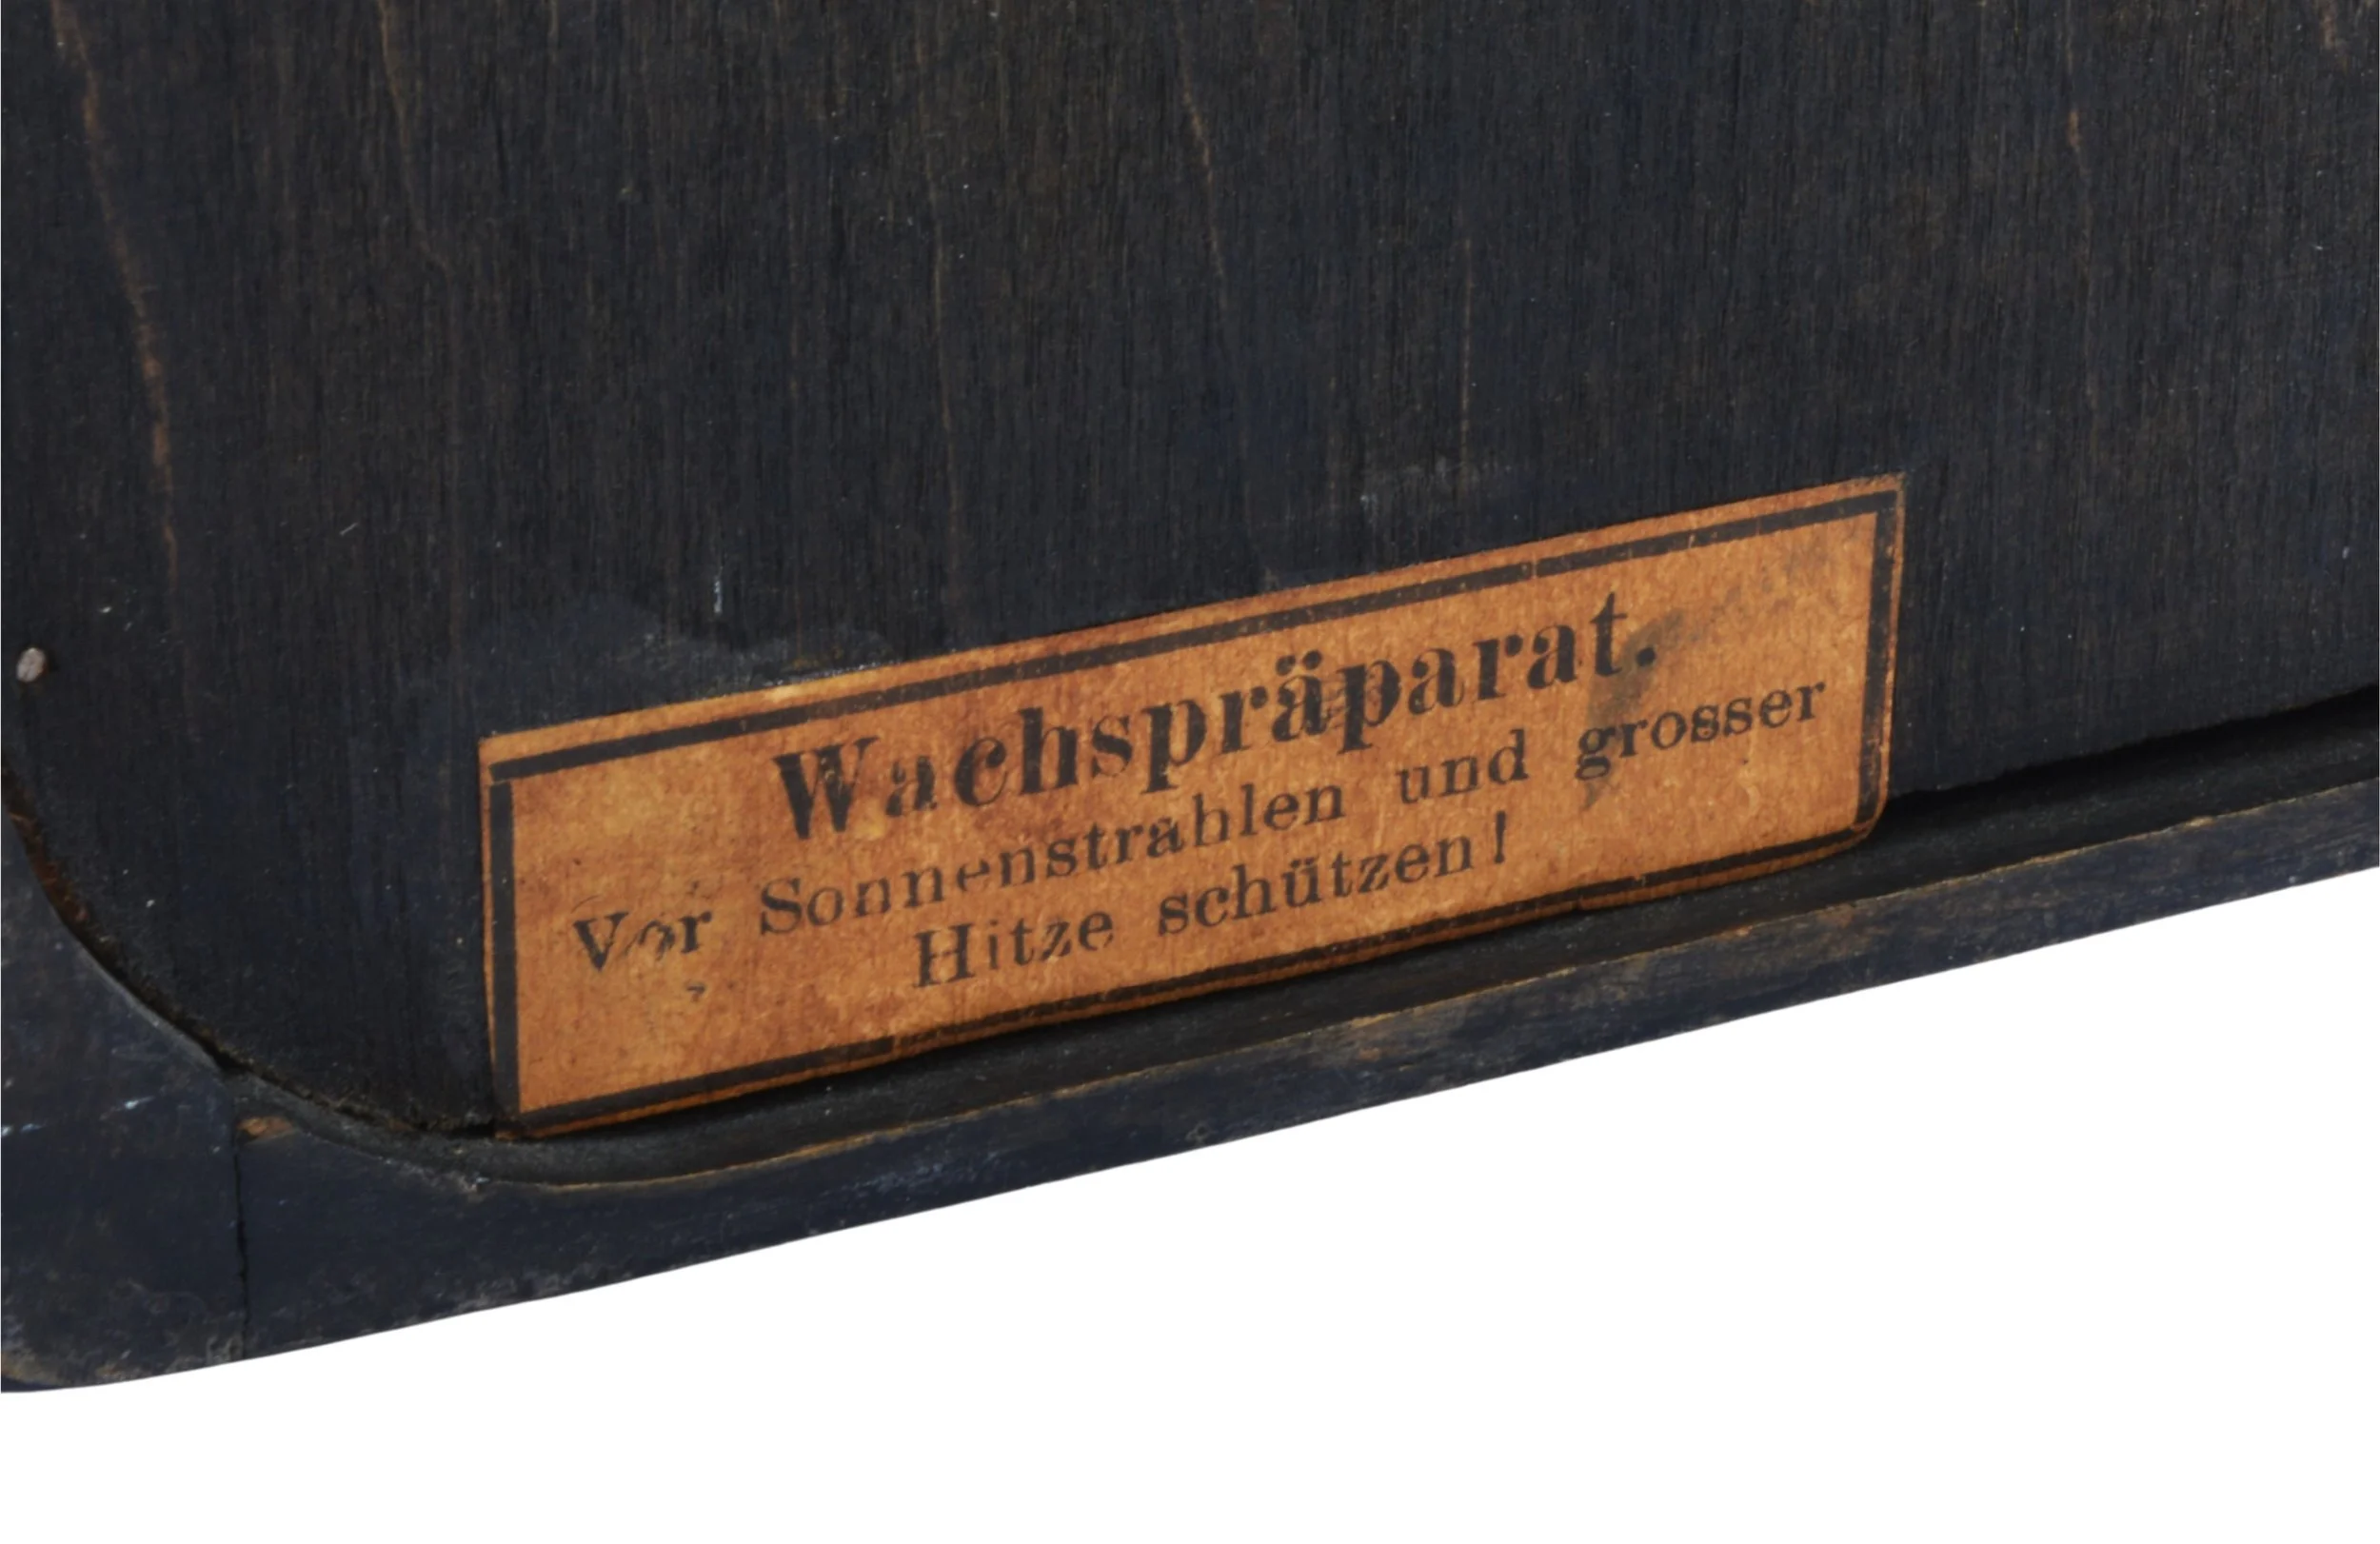 Wachspräparat.
Vor Sonnenstrahlen und grosser
Hitze schützen!